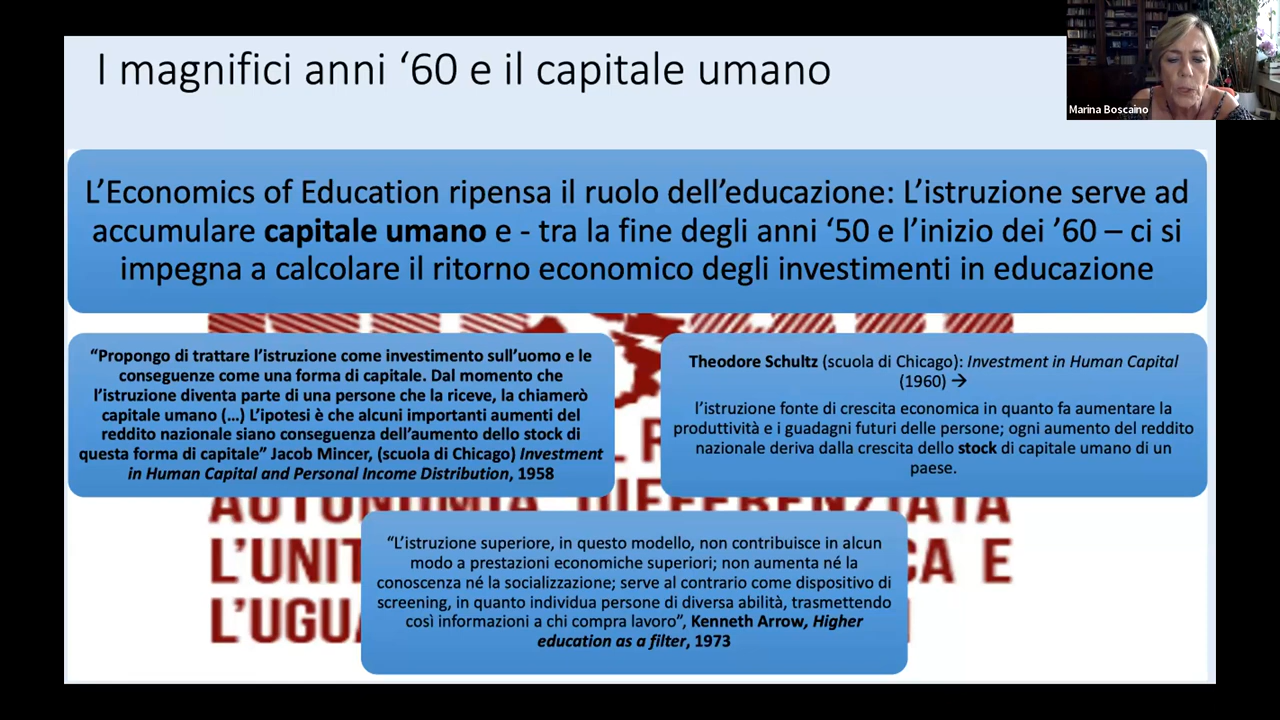 I magnifici anni ‘60 e il capitale umano
Marina Boscaino
L’Economics of Education ripensa il ruolo dell’educazione: L’istruzione serve ad
accumulare capitale umano e - tra la fine degli anni ‘50 e l’inizio dei ’60 – ci si
impegna a calcolare il ritorno economico degli investimenti in educazione
“Propongo di trattare l’istruzione come investimento sull’uomo e le
conseguenze come una forma di capitale. Dal momento che
l’istruzione diventa parte di una persona che la riceve, la chiamerò
capitale umano (…) L’ipotesi è che alcuni importanti aumenti del
reddito nazionale siano conseguenza dell’aumento dello stock di
questa forma di capitale” Jacob Mincer, (scuola di Chicago) Investment
in Human Capital and Personal Income Distribution, 1958
Theodore Schultz (scuola di Chicago): Investment in Human Capital
(1960) →
l’istruzione fonte di crescita economica in quanto fa aumentare la
produttività e i guadagni futuri delle persone; ogni aumento del reddito
nazionale deriva dalla crescita dello stock di capitale umano di un
paese.
AUTONOMIA DIFFERENZIATA
“L’istruzione superiore, in questo modello, non contribuisce in alcun
modo a prestazioni economiche superiori; non aumenta né la
conoscenza né la socializzazione; serve al contrario come dispositivo di
screening, in quanto individua persone di diversa abilità, trasmettendo
così informazioni a chi compra lavoro”, Kenneth Arrow, Higher
education as a filter, 1973